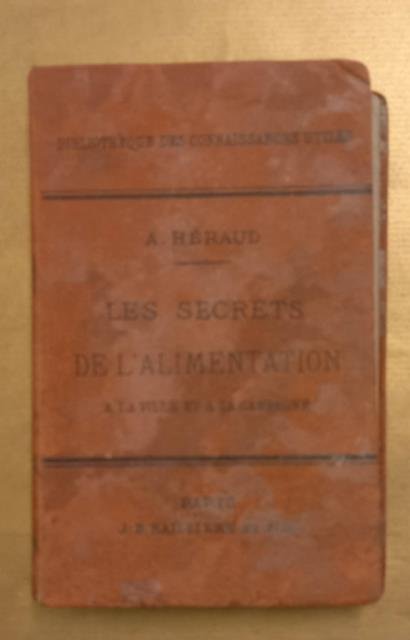 BIBLIOTHÈQUE DES CONNAISSANCES UTILES
A. HÉRAUD
LES SECRETS
DE L'ALIMENTATION
A LA VILLE ET A LA CAMPAGNE
PARIS
J.-B. BAILLIÈRE ET FILS